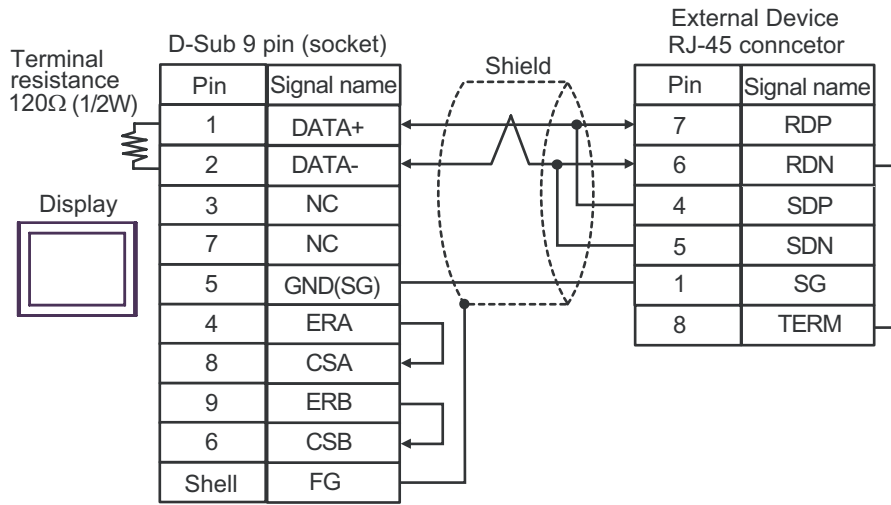 External Device
RJ-45 conncetor
D-Sub 9 pin (socket)
Terminal
resistance
120Ω (1/2W)
Shield
Display
Pin Signal name
1 DATA+
2 DATA-
3 NC
7 NC
5 GND(SG)
4 ERA
8 CSA
9 ERB
6 CSB
Shell FG
Pin Signal name
7 RDP
6 RDN
4 SDP
5 SDN
1 SG
8 TERM